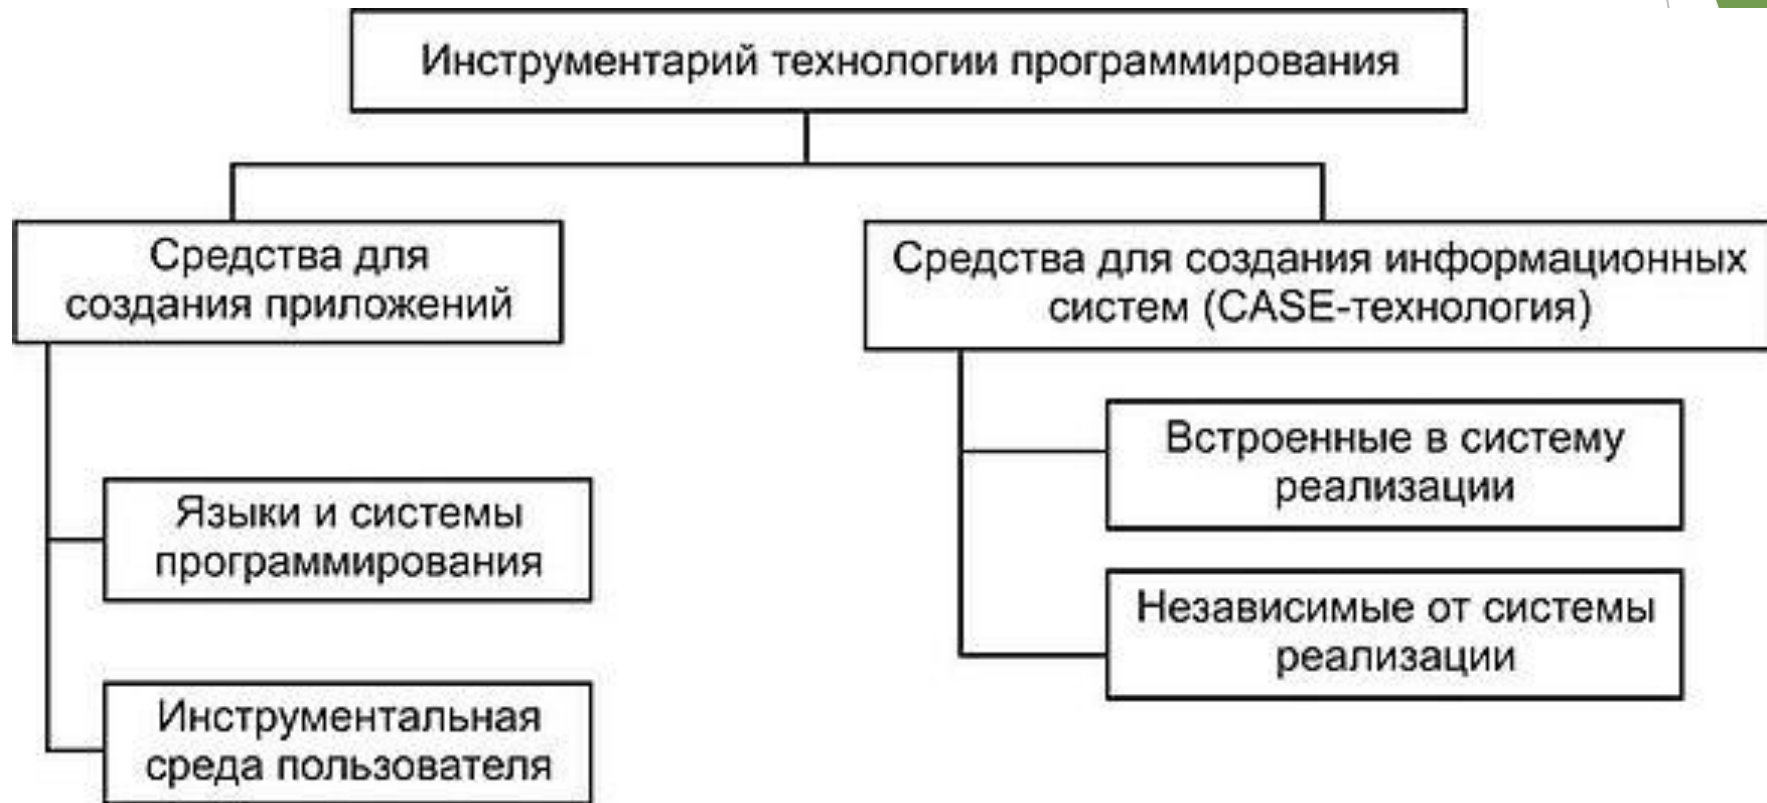 Инструментарий технологии программирования
Средства для
создания приложений
Языки и системы
программирования
Инструментальная
среда пользователя
Средства для создания информационных
систем (CASE-технология)
Встроенные в систему
реализации
Независимые от системы
реализации